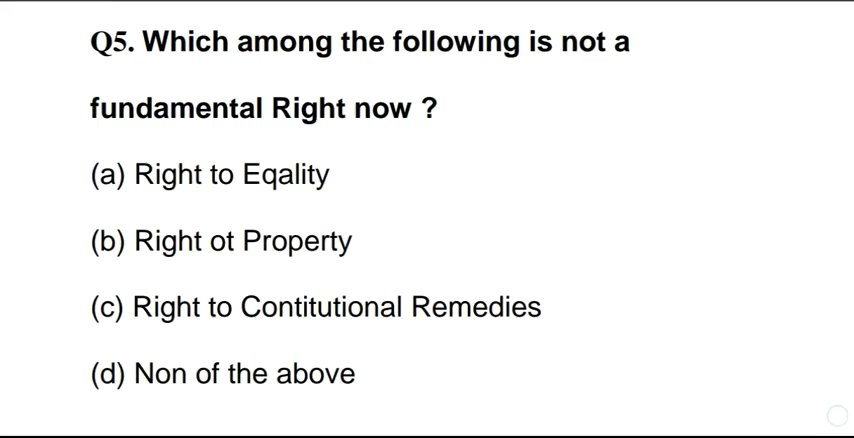 Q5. Which among the following is not a
fundamental Right now ?
(a) Right to Eqality
(b) Right ot Property
(c) Right to Contitutional Remedies
(d) Non of the above